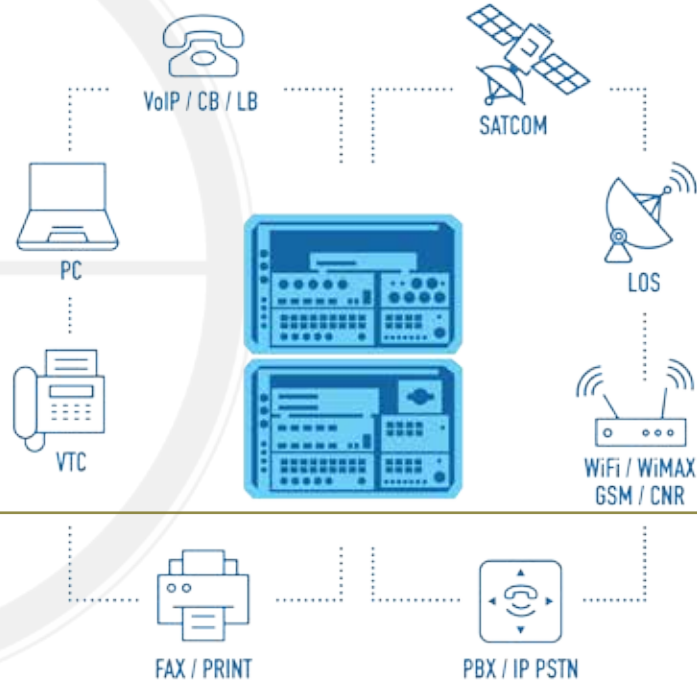 VoIP / CB / LB
SATCOM
PC
LOS
VTC
WiFi / WiMAX
GSM / CNR
FAX / PRINT
PBX / IP PSTN